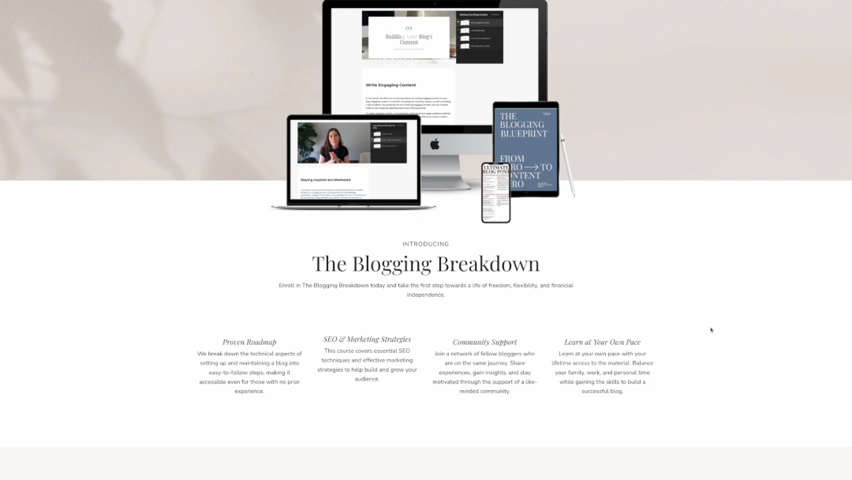 Building Your Blog's
Content
Write Engaging Content
THE
BLOGGING
BLUEPRINT
FROM
TO
Staying Inspired and Motivated
INTRODUCING
The Blogging Breakdown
Enroll in The Blogging Breakdown today and take the first step towards a life of freedom, flexibility, and financial
independence.
Proven Roadmap
We break down the technical aspects of
setting up and maintaining a blog into
easy-to-follow steps, making it
accessible even for those with no prior
experience.
SEO & Marketing Strategies
This course covers essential SEO
techniques and effective marketing
strategies to help build and grow your
audience.
Community Support
Join a network of fellow bloggers who
are on the same journey. Share
experiences, gain insights, and stay
motivated through the support of a like-
minded community.
Learn at Your Own Pace
Learn at your own pace with your
lifetime access to the material. Balance
your family, work, and personal time
while gaining the skills to build a
successful blog.